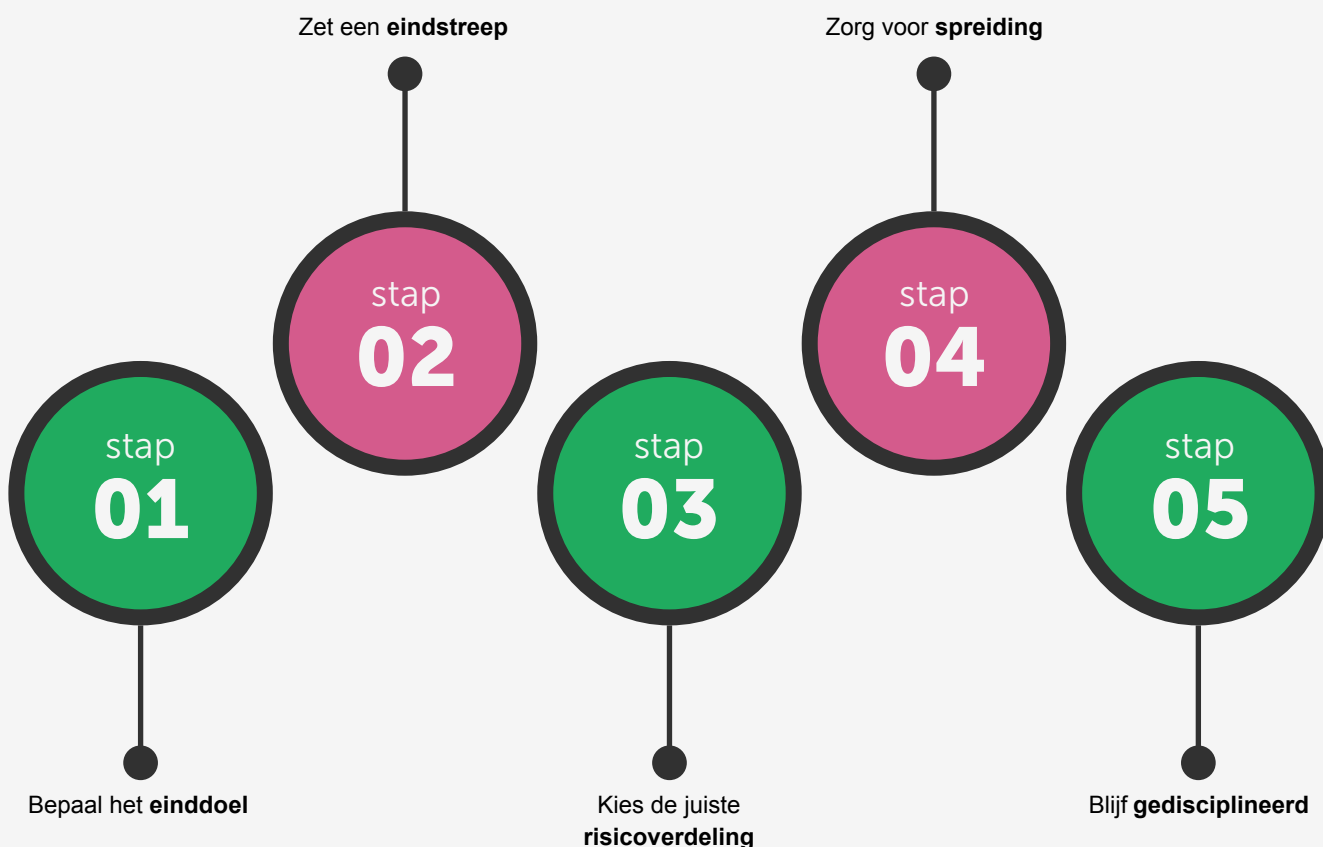 Zet een eindstreep
Zorg voor spreiding
stap
02
stap
04
stap
01
stap
03
stap
05
Bepaal het einddoel
Kies de juiste
risicoverdeling
Blijf gedisciplineerd